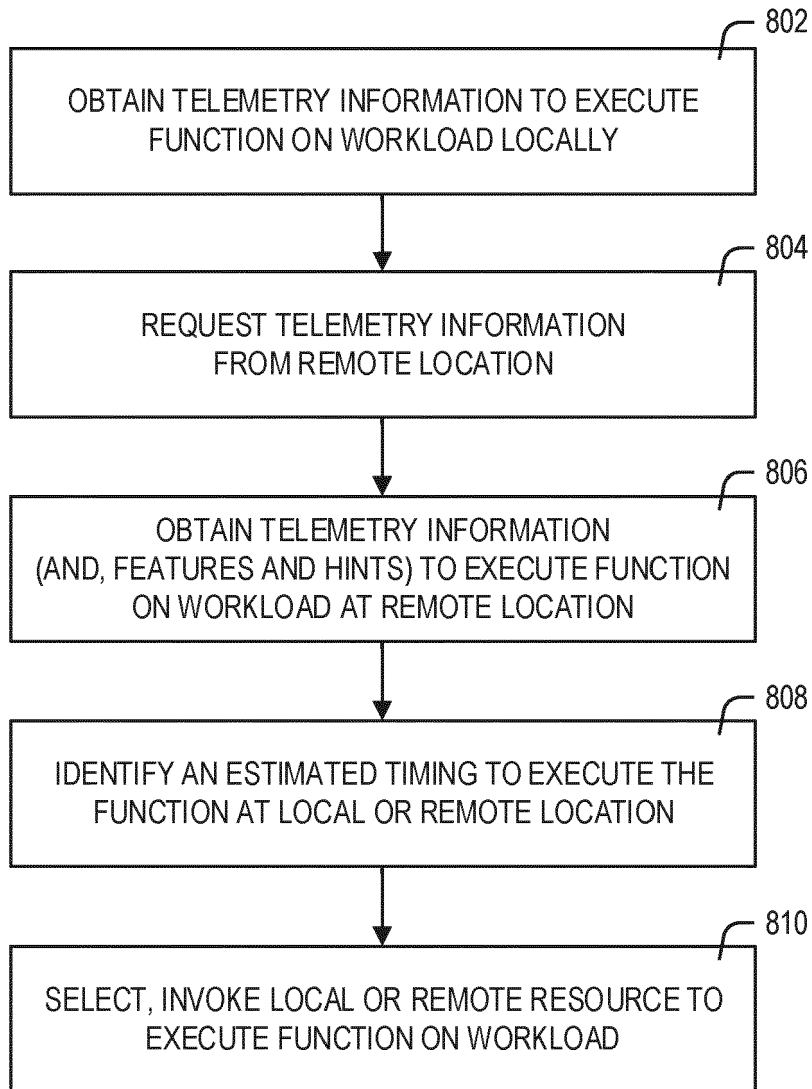 802
OBTAIN TELEMETRY INFORMATION TO EXECUTE
FUNCTION ON WORKLOAD LOCALLY
804
REQUEST TELEMETRY INFORMATION
FROM REMOTE LOCATION
806
OBTAIN TELEMETRY INFORMATION
(AND, FEATURES AND HINTS) TO EXECUTE FUNCTION
ON WORKLOAD AT REMOTE LOCATION
808
IDENTIFY AN ESTIMATED TIMING TO EXECUTE THE
FUNCTION AT LOCAL OR REMOTE LOCATION
810
SELECT, INVOKE LOCAL OR REMOTE RESOURCE TO
EXECUTE FUNCTION ON WORKLOAD